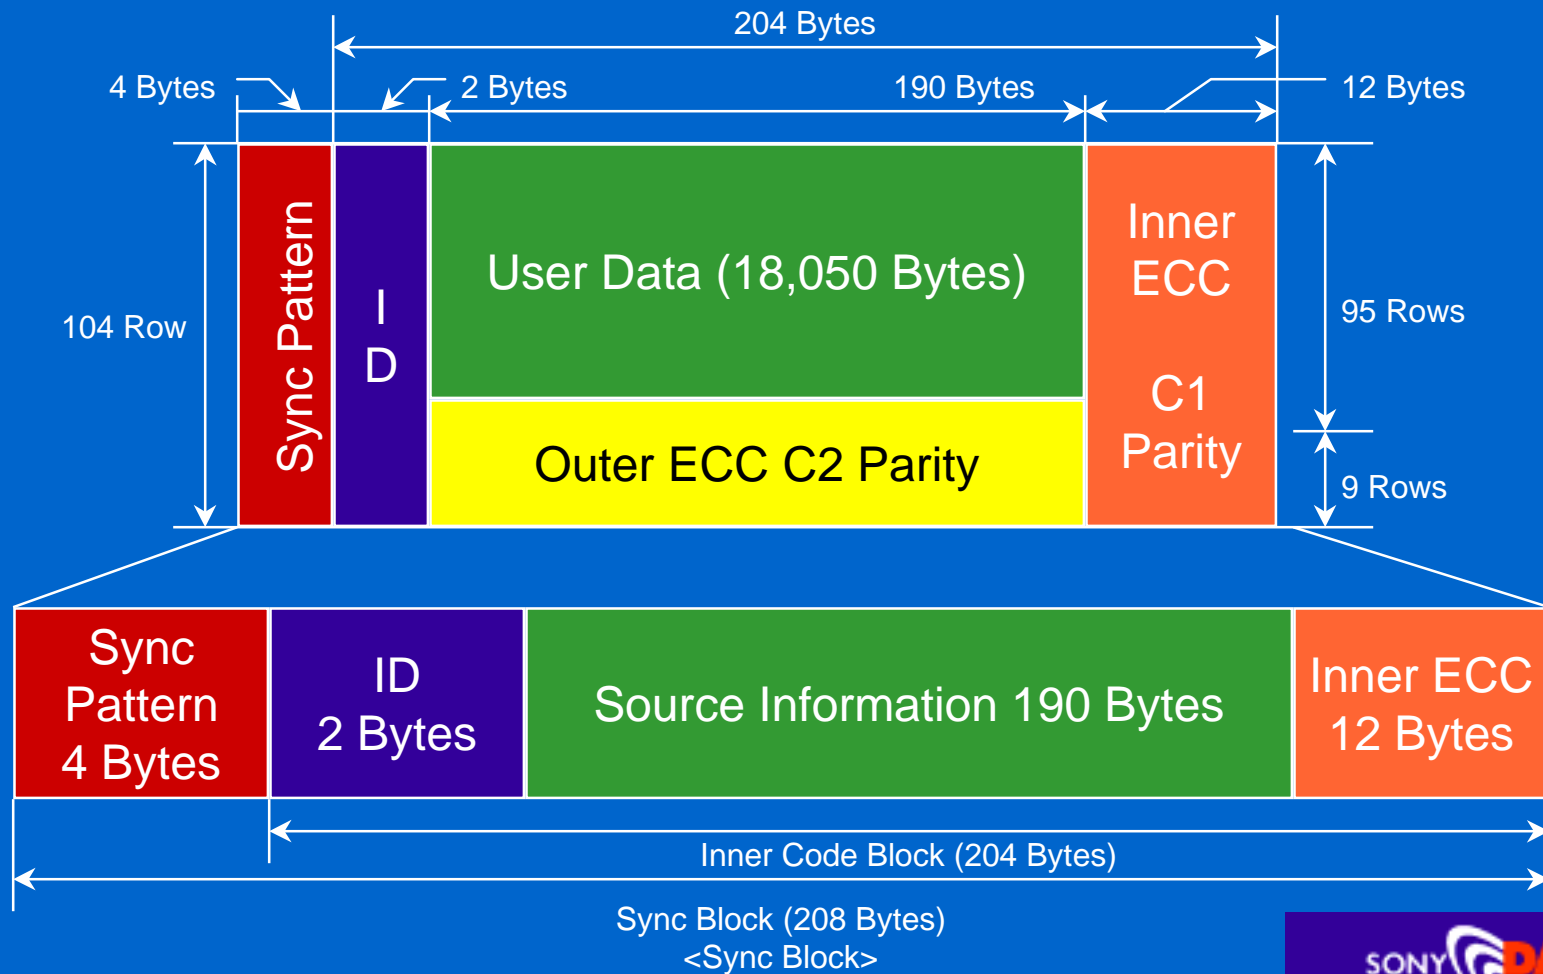 204 Bytes
4 Bytes
2 Bytes
190 Bytes
12 Bytes
104 Row
Sync Pattern
I
D
User Data (18,050 Bytes)
Outer ECC C2 Parity
Inner
ECC
C1
Parity
95 Rows
9 Rows
Sync
Pattern
4 Bytes
ID
2 Bytes
Source Information 190 Bytes
Inner ECC
12 Bytes
Inner Code Block (204 Bytes)
Sync Block (208 Bytes)
<Sync Block>
SONY